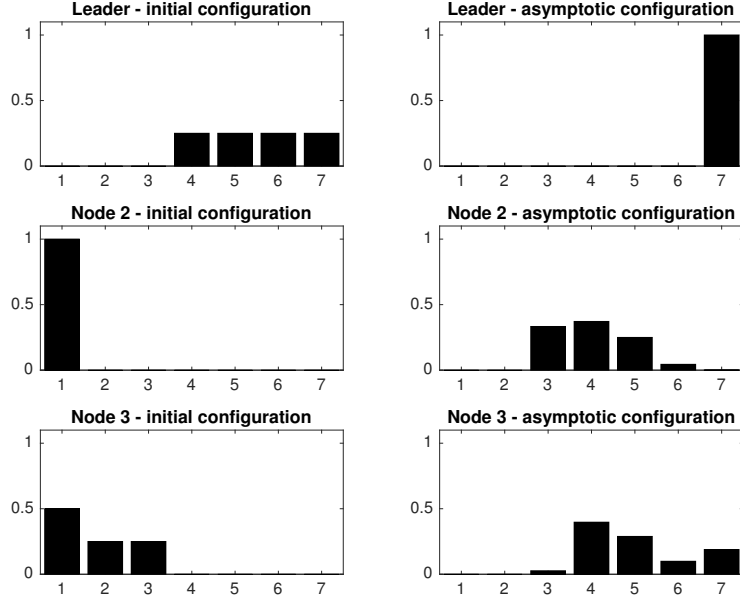 Leader - initial configuration
1
0.5
0
1 2 3 4 5 6 7
Leader - asymptotic configuration
1
0.5
0
1 2 3 4 5 6 7
Node 2 - initial configuration
1
0.5
0
1 2 3 4 5 6 7
Node 2 - asymptotic configuration
1
0.5
0
1 2 3 4 5 6 7
Node 3 - initial configuration
1
0.5
0
1 2 3 4 5 6 7
Node 3 - asymptotic configuration
1
0.5
0
1 2 3 4 5 6 7